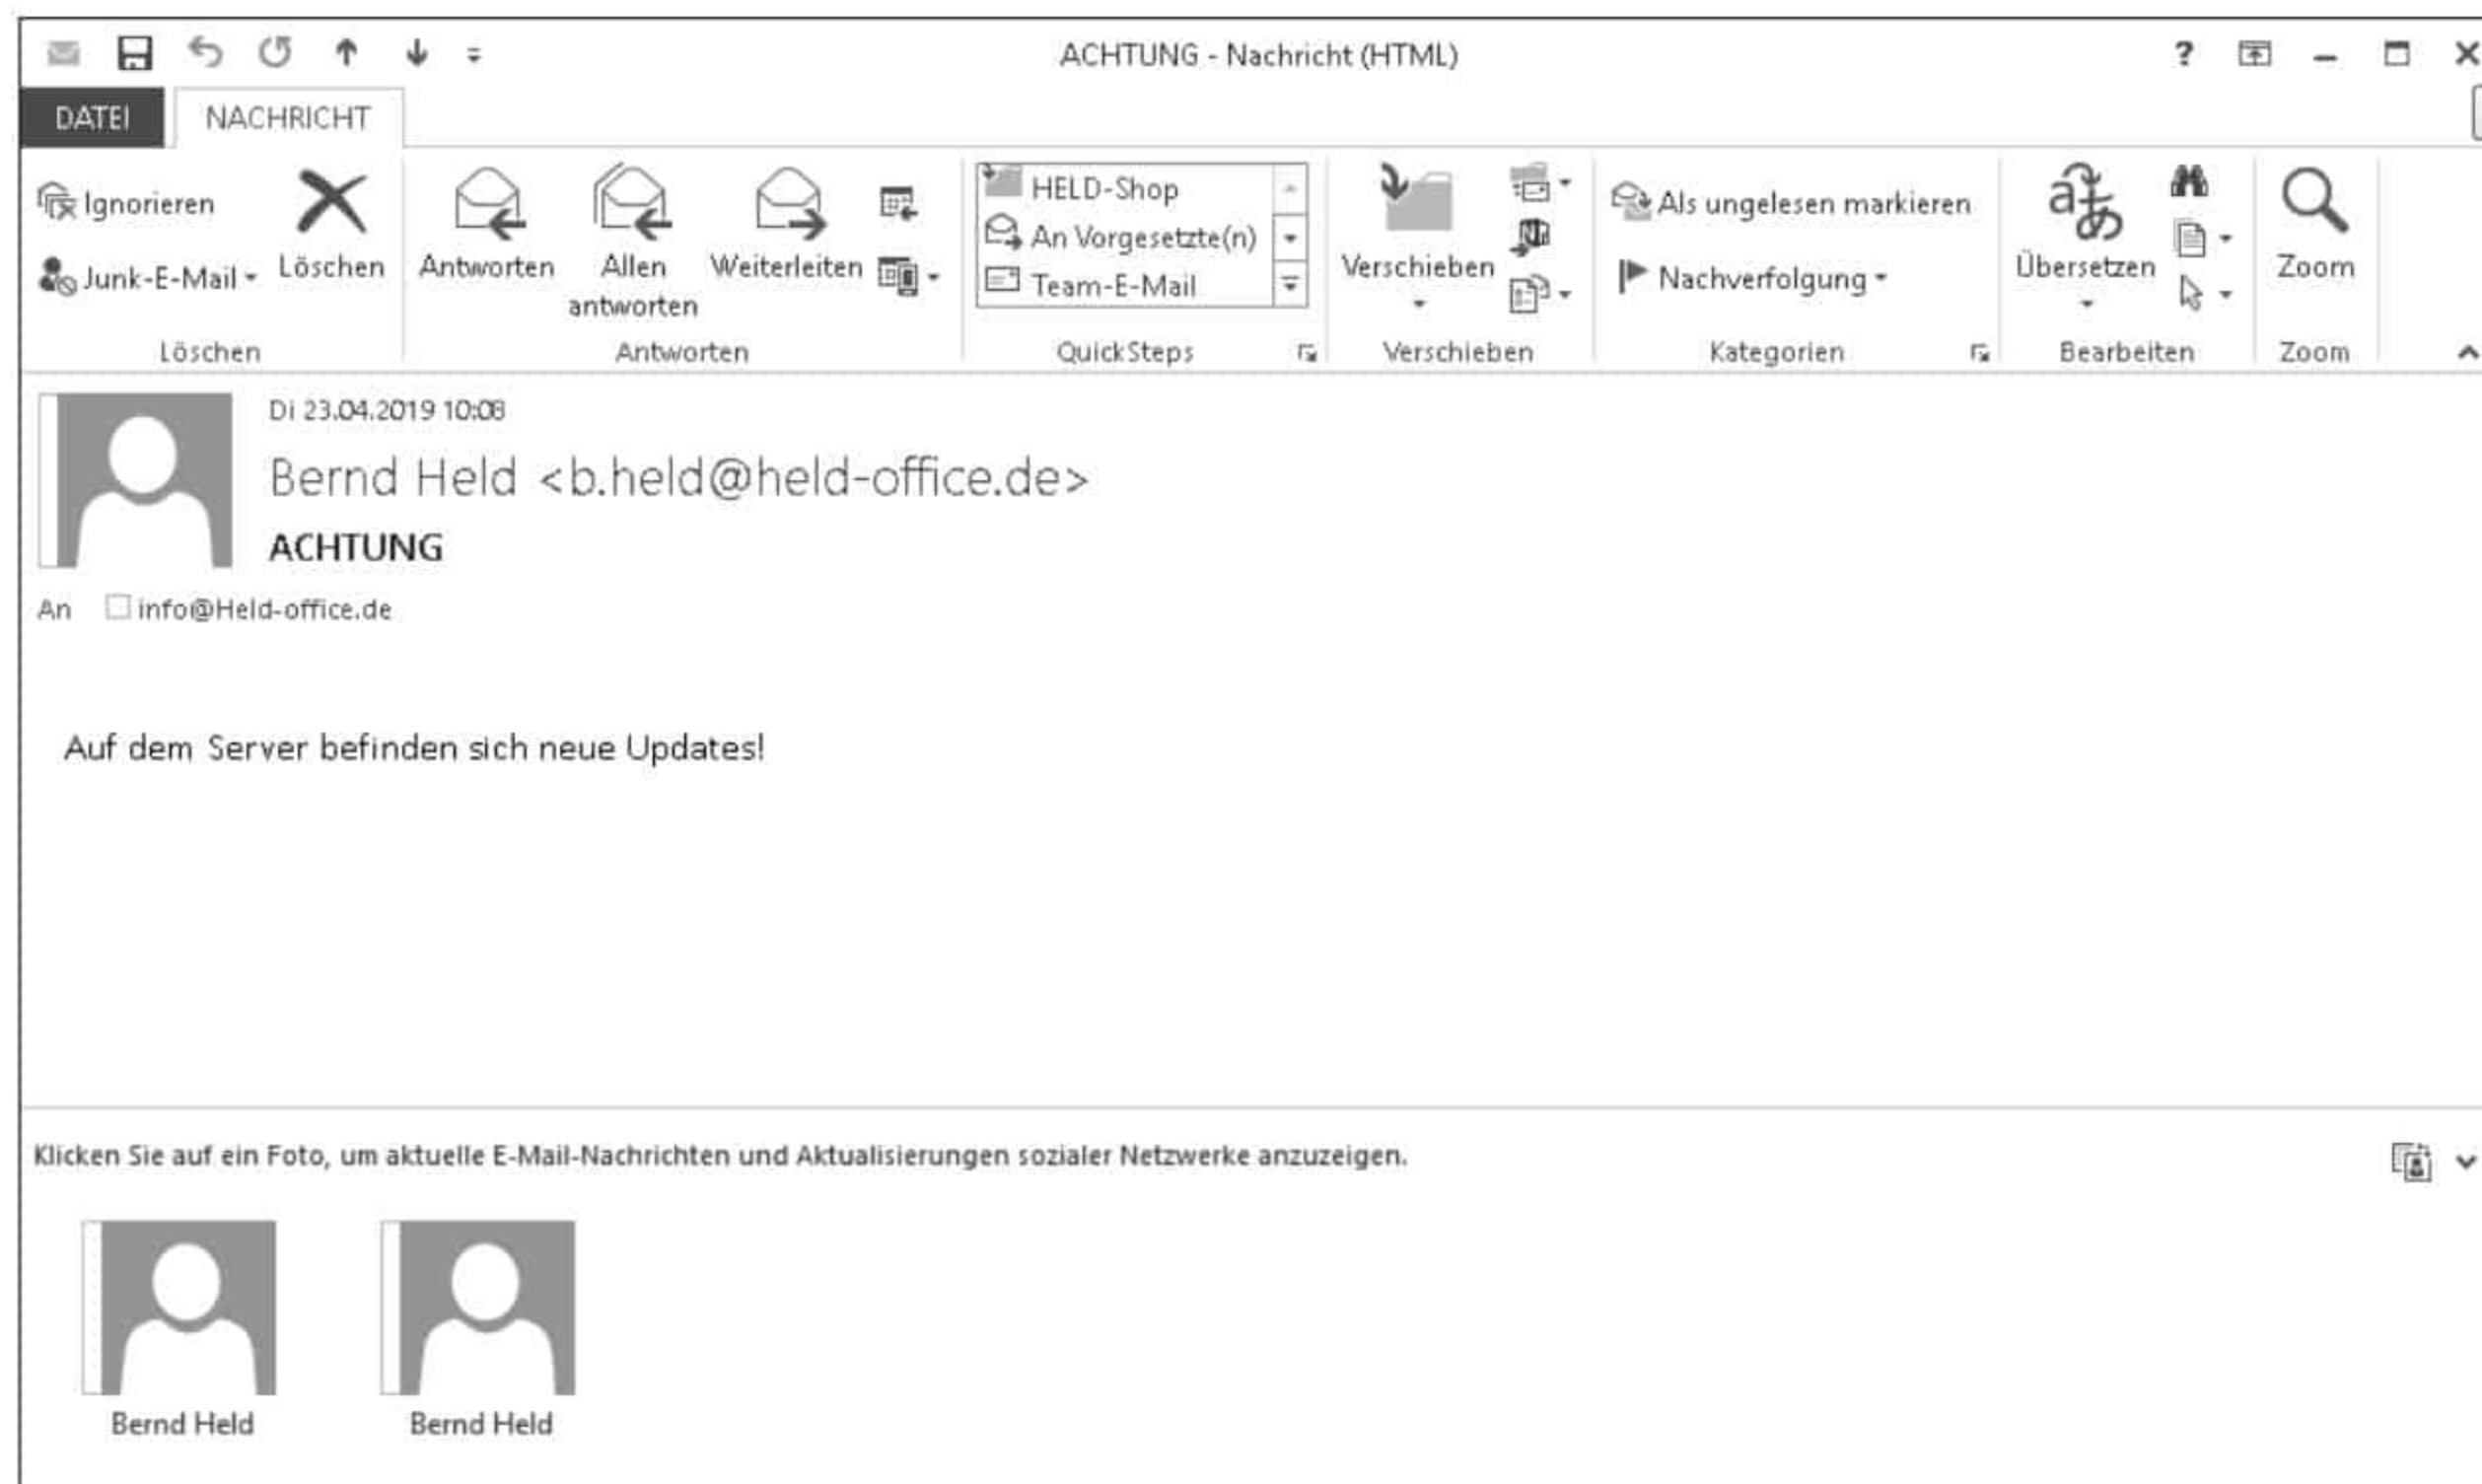 ACHTUNG - Nachricht (HTML)
?
DATEI NACHRICHT
Ignorieren
Junk-E-Mail
Löschen
Löschen
Antworten
Allen antworten
Weiterleiten
Antworten
HELD-Shop
An Vorgesetzte(n)
Team-E-Mail
QuickSteps
Verschieben
Verschieben
Als ungelesen markieren
Nachverfolgung
Kategorien
Übersetzen
Bearbeiten
Zoom
Zoom
Di 23.04.2019 10:08
Bernd Held <b.held@held-office.de>
ACHTUNG
An info@Held-office.de
Auf dem Server befinden sich neue Updates!
Klicken Sie auf ein Foto, um aktuelle E-Mail-Nachrichten und Aktualisierungen sozialer Netzwerke anzuzeigen.
Bernd Held Bernd Held